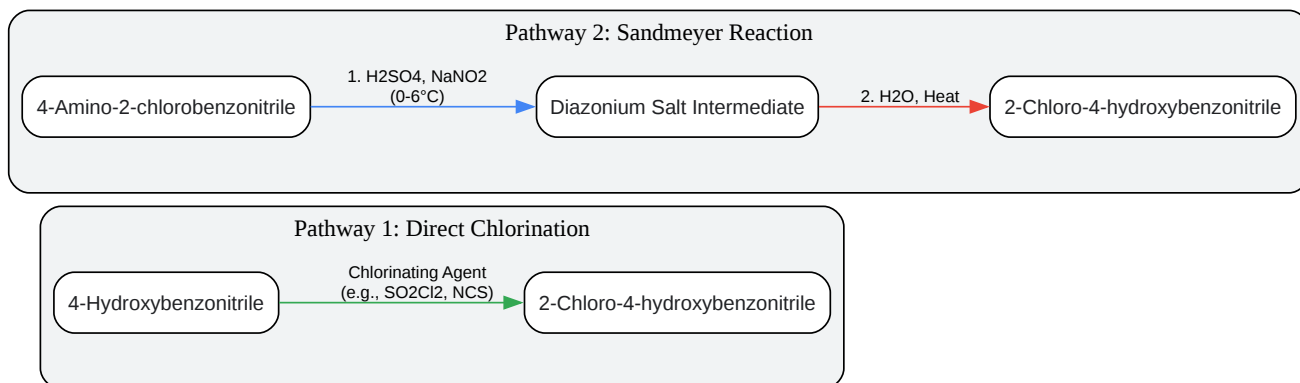 Pathway 2: Sandmeyer Reaction
4-Amino-2-chlorobenzonitrile
1. H2SO4, NaNO2
(0-6°C)
Diazonium Salt Intermediate
2. H2O, Heat
2-Chloro-4-hydroxybenzonitrile
Pathway 1: Direct Chlorination
4-Hydroxybenzonitrile
Chlorinating Agent
(e.g., SO2Cl2, NCS)
2-Chloro-4-hydroxybenzonitrile